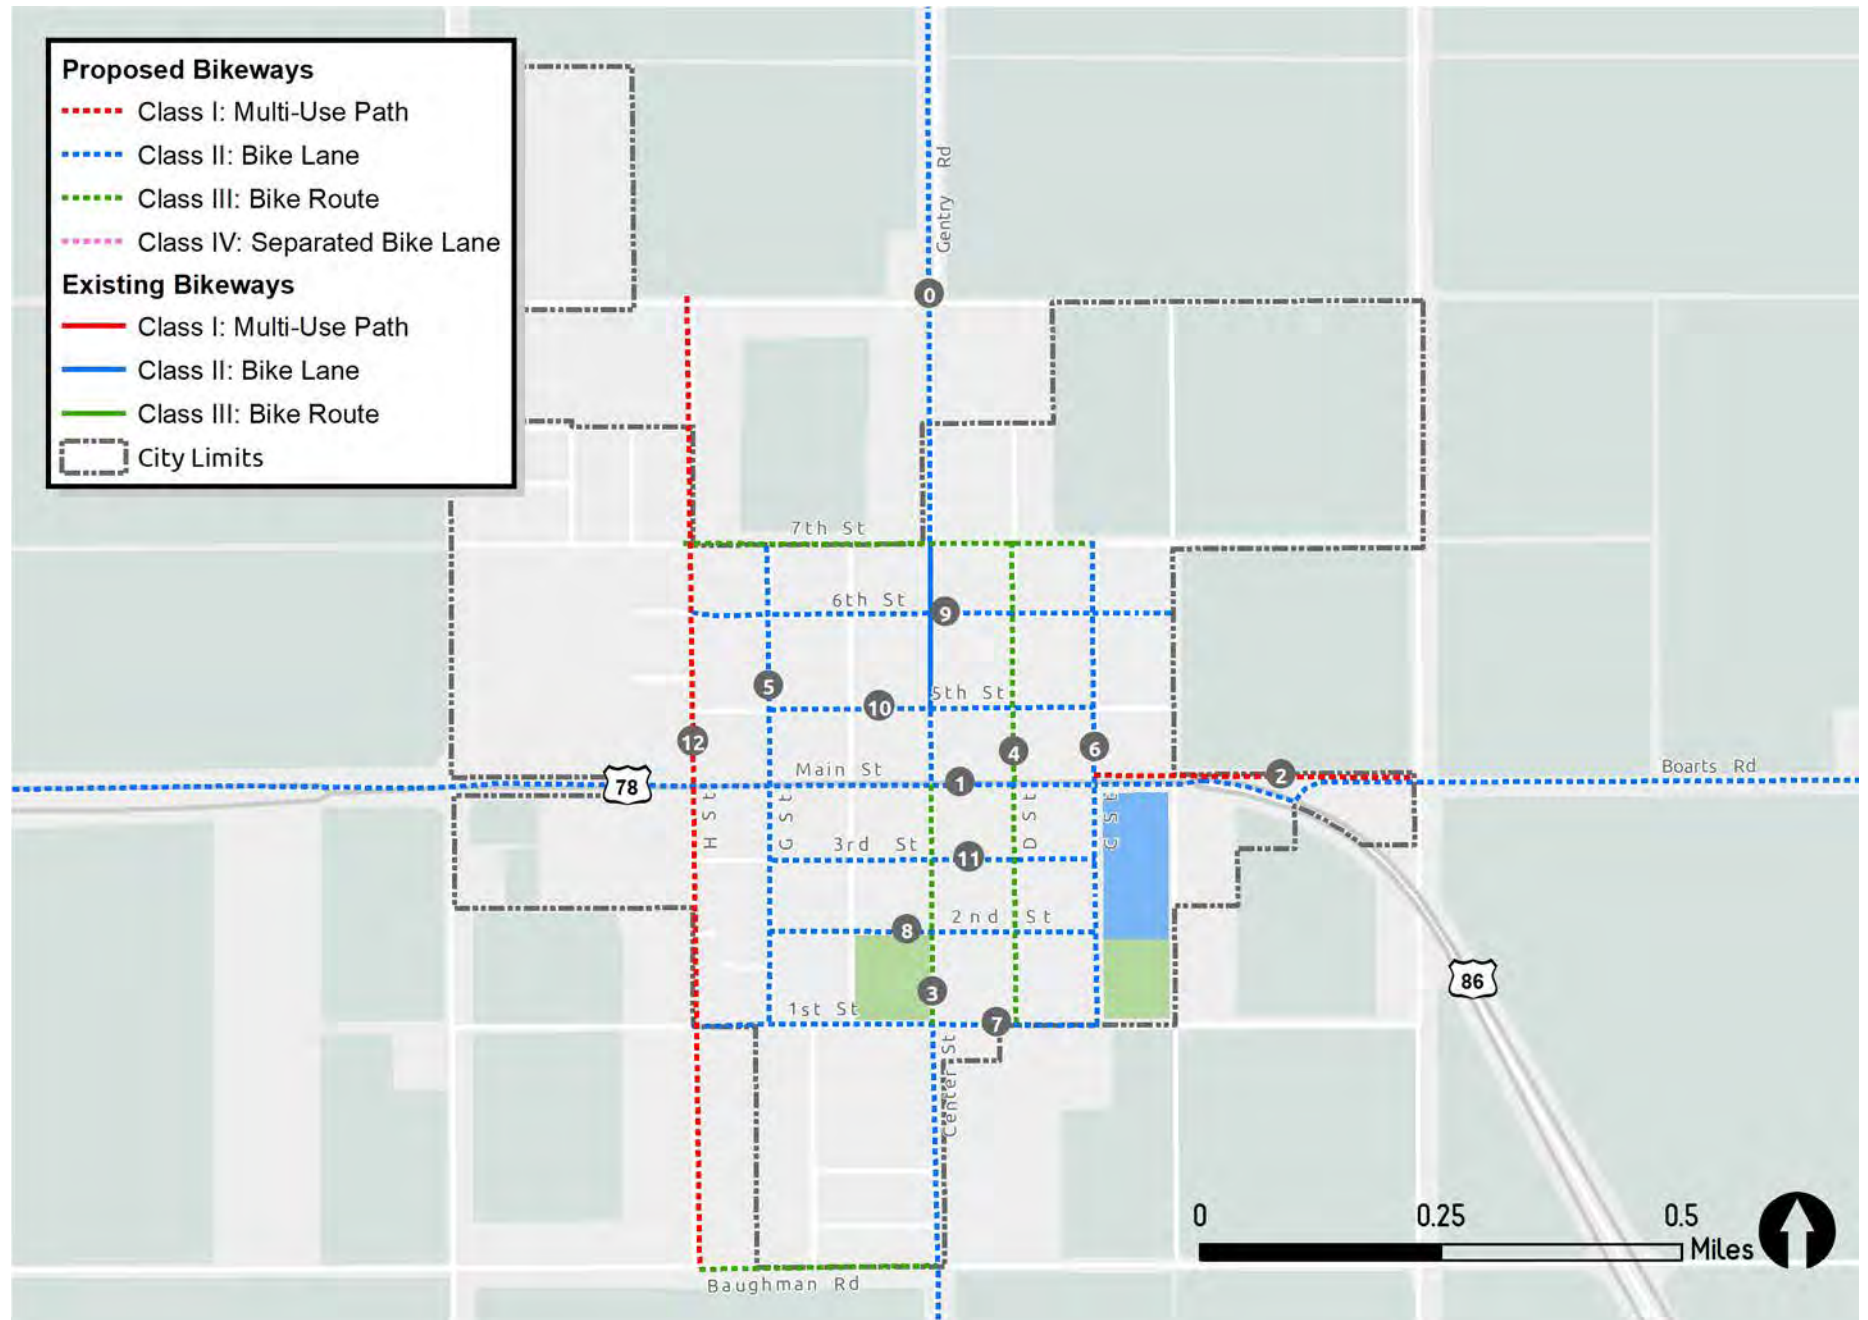 Proposed Bikeways
Class I: Multi-Use Path
Class II: Bike Lane
Class III: Bike Route
Class IV: Separated Bike Lane
Existing Bikeways
Class I: Multi-Use Path
Class II: Bike Lane
Class III: Bike Route
City Limits
Gentry Rd
0
7th St
6th St
9
5
5th St
10
12
4
6
Main St
1
2
Boarts Rd
78
H St
G St
D St
C St
3rd St
11
2nd St
8
86
3
1st St
7
Center St
0 0.25 0.5
Miles
Baughman Rd